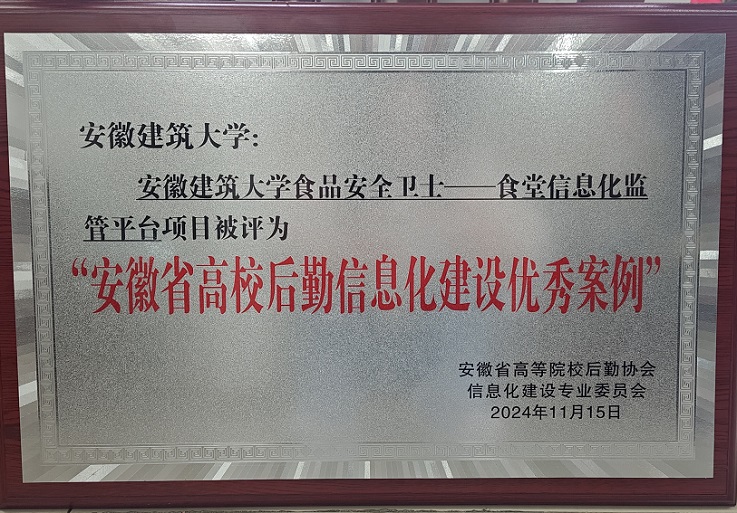 安徽建筑大学:
安徽建筑大学食品安全卫士——食堂信息化监
管平台项目被评为
“安徽省高校后勤信息化建设优秀案例”
安徽省高等院校后勤协会
信息化建设专业委员会
2024年11月15日